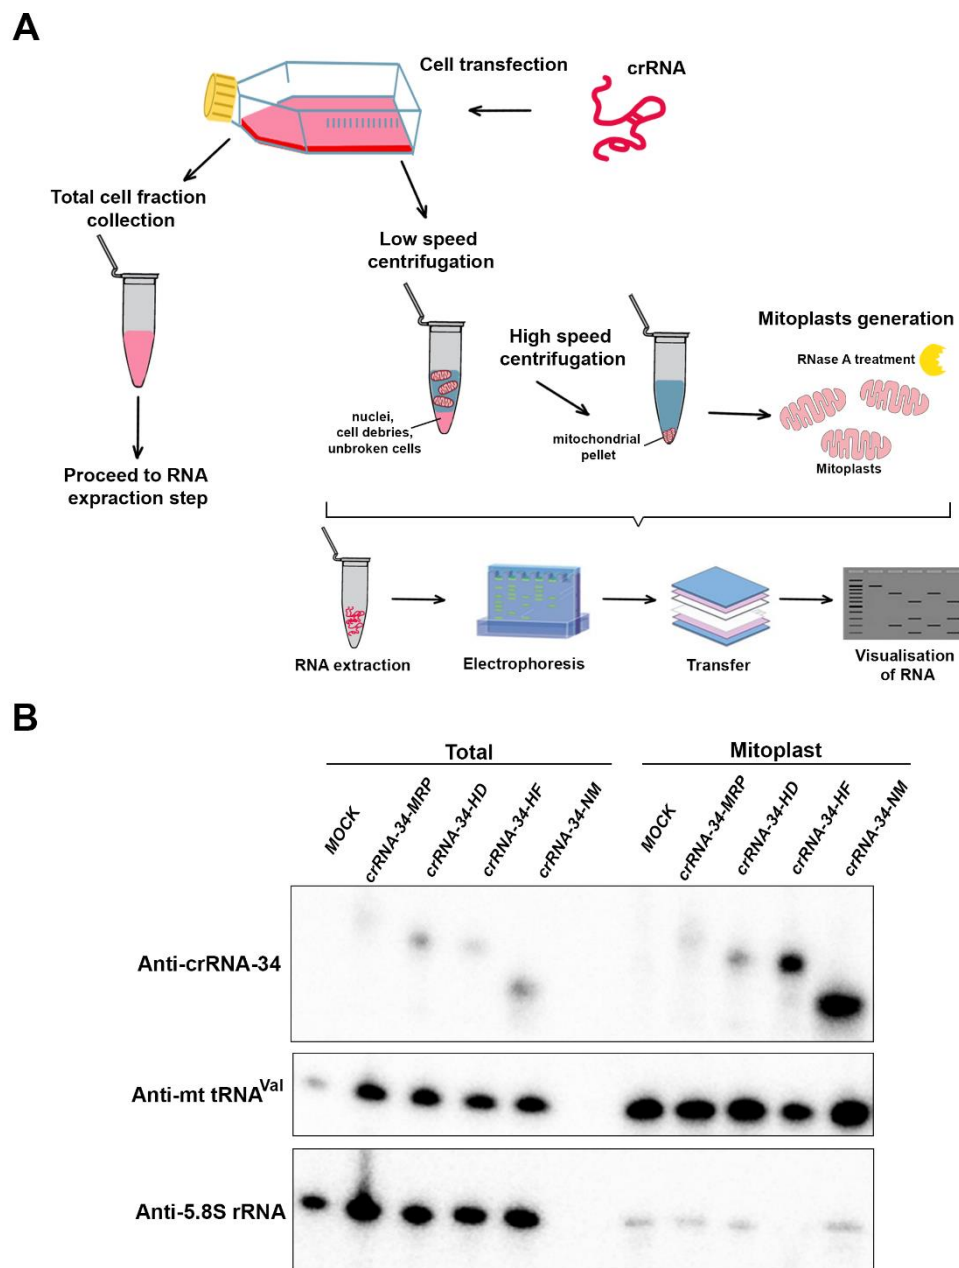 A
Cell transfection
crRNA
Total cell fraction
collection
Low speed
centrifugation
High speed
centrifugation
Mitoplasts generation
RNase A treatment
nuclei,
cell debries,
unbroken cells
mitochondrial
pellet
Mitoplasts
Proceed to RNA
expraction step
RNA extraction
Electrophoresis
Transfer
Visualisation
of RNA
B
Total
Mitoplast
MOCK
crRNA-34-MRP
crRNA-34-HD
crRNA-34-HF
crRNA-34-NM
MOCK
crRNA-34-MRP
crRNA-34-HD
crRNA-34-HF
crRNA-34-NM
Anti-crRNA-34
Anti-mt tRNAVal
Anti-5.8S rRNA